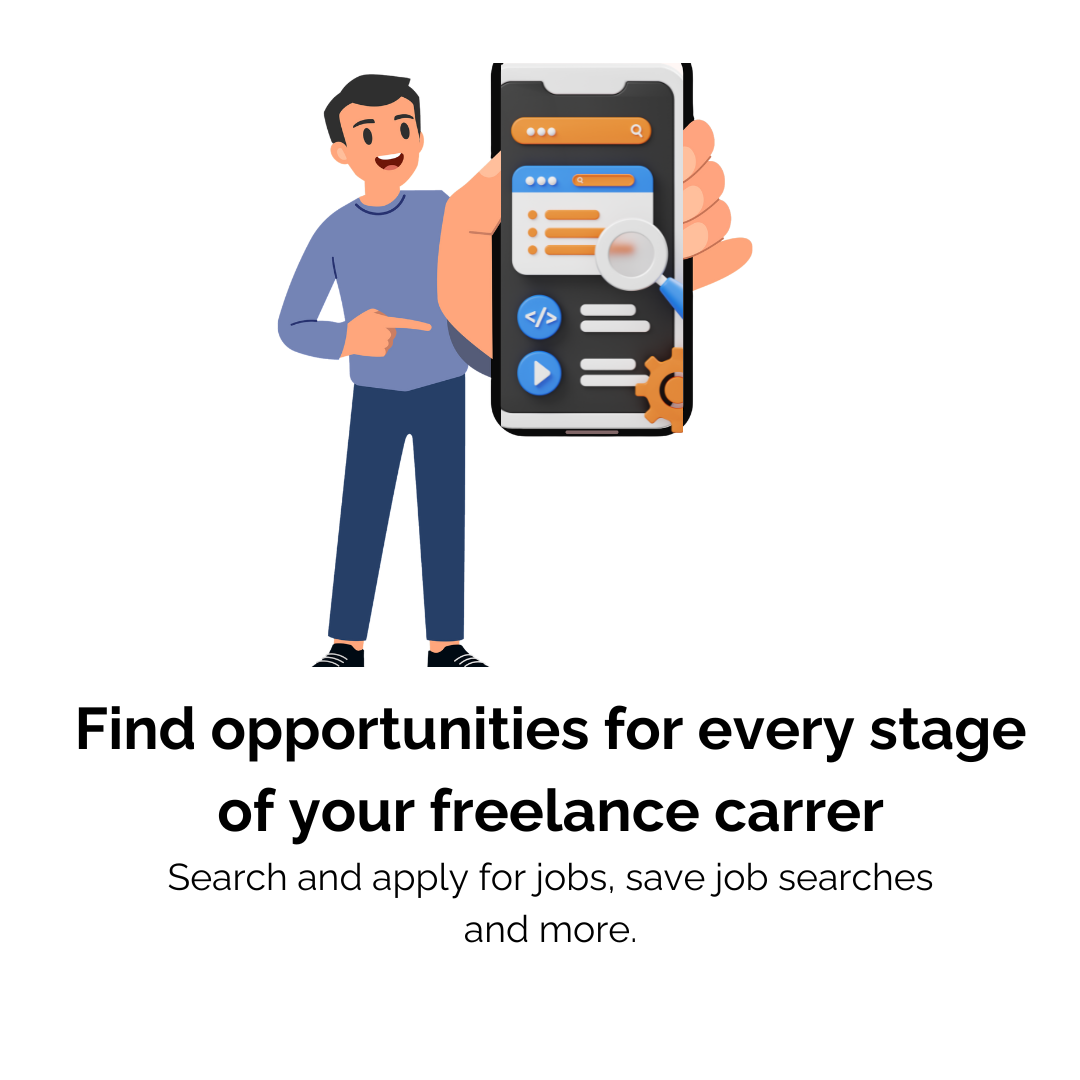 Find opportunities for every stage
of your freelance carrer
Search and apply for jobs, save job searches
and more.